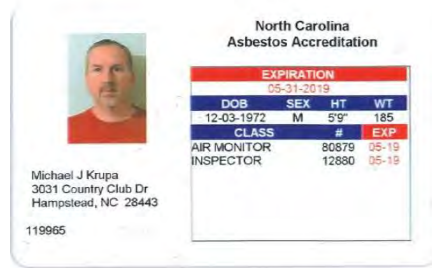 North Carolina
Asbestos Accreditation
EXPIRATION
05-31-2019
DOB SEX HT WT
12-03-1972 M 5'9" 185
CLASS # EXP
AIR MONITOR 80879 05-19
INSPECTOR 12880 05-19
Michael J Krupa
3031 Country Club Dr
Hampstead, NC 28443
119965